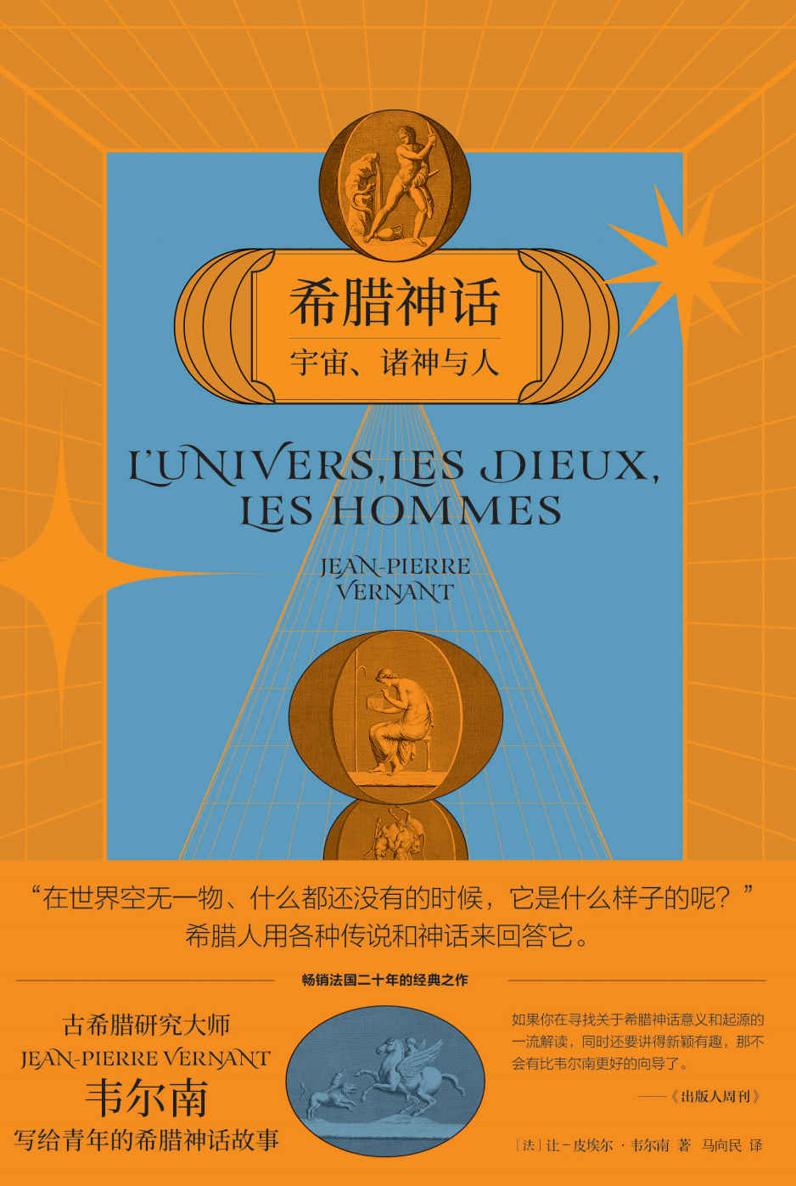 希腊神话
宇宙、诸神与人
L'UNIVERS, LES DIEUX,
LES HOMMES
JEAN-PIERRE
VERNANT
“在世界空无一物、什么都还没有的时候，它是什么样子的呢？”
希腊人用各种传说和神话来回答它。
畅销法国二十年的经典之作
古希腊研究大师
JEAN-PIERRE VERNANT
韦尔南
写给青年的希腊神话故事
如果你在寻找关于希腊神话意义和起源的
一流解读，同时还要讲得新颖有趣，那不
会有比韦尔南更好的向导了。
——《出版人周刊》
［法］让－皮埃尔·韦尔南 著 马向民 译